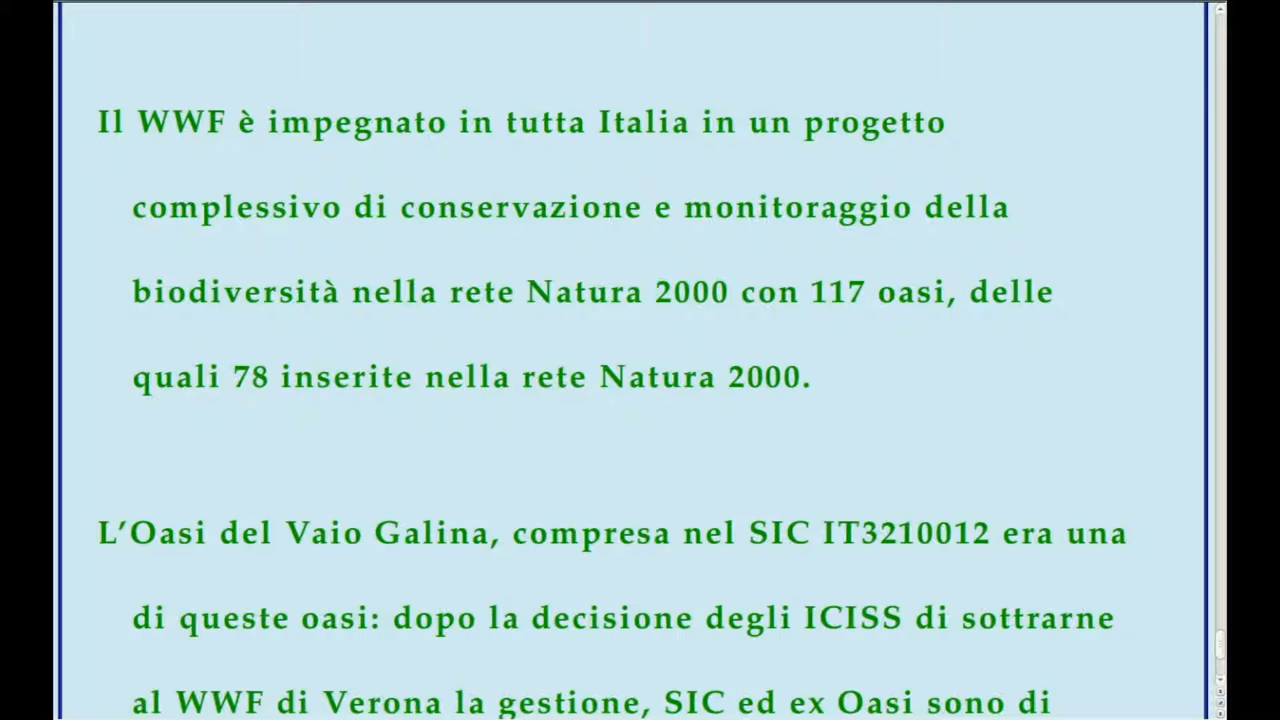 Il WWF è impegnato in tutta Italia in un progetto
complessivo di conservazione e monitoraggio della
biodiversità nella rete Natura 2000 con 117 oasi, delle
quali 78 inserite nella rete Natura 2000.
L’Oasi del Vaio Galina, compresa nel SIC IT3210012 era una
di queste oasi: dopo la decisione degli ICISS di sottrarne
al WWF di Verona la gestione, SIC ed ex Oasi sono di